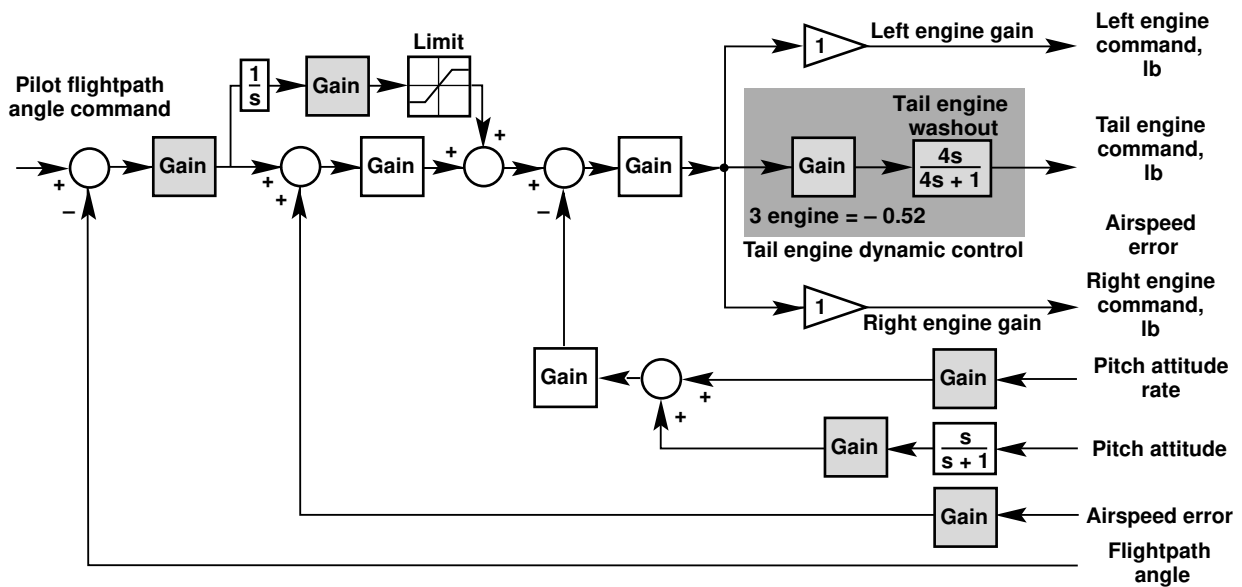 Pilot flightpath
angle command
+
–
Gain
1
s
Gain
Limit
+
+
+
Gain
+
+
–
Gain
1
Left engine gain
Left engine
command,
lb
Tail engine
washout
Gain
4s
4s + 1
3 engine = – 0.52
Tail engine dynamic control
Tail engine
command,
lb
Airspeed
error
1
Right engine gain
Right engine
command,
lb
Gain
+
+
Gain
Pitch attitude
rate
Gain
s
s + 1
Pitch attitude
Gain
Airspeed error
Flightpath
angle